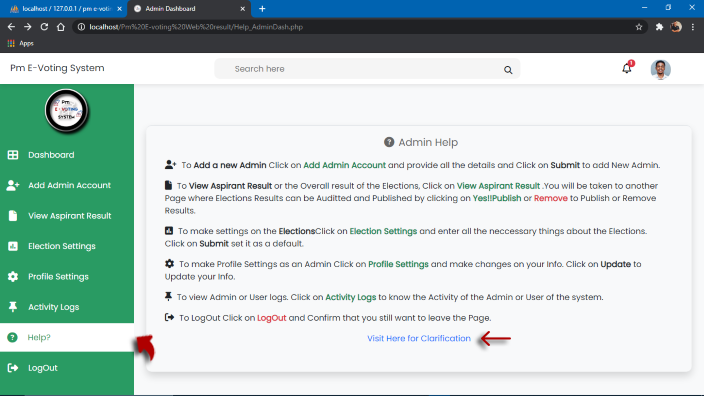 localhost / 127.0.0.1 / pm e-voting
Admin Dashboard
localhost/Pm%20E-voting%20Web%20result/Help_AdminDash.php
Apps
Pm E-Voting System
Search here
1
Pm
E - VOTING
SYSTEM
Dashboard
Add Admin Account
View Aspirant Result
Election Settings
Profile Settings
Activity Logs
Help?
LogOut
Admin Help
To Add a new Admin Click on Add Admin Account and provide all the details and Click on Submit to add New Admin.
To View Aspirant Result or the Overall result of the Elections, Click on View Aspirant Result .You will be taken to another
Page where Elections Results can be Auditted and Published by clicking on Yes!!Publish or Remove to Publish or Remove
Results.
To make settings on the ElectionsClick on Election Settings and enter all the neccessary things about the Elections.
Click on Submit set it as a default.
To make Profile Settings as an Admin Click on Profile Settings and make changes on your Info. Click on Update to
Update your Info.
To view Admin or User logs. Click on Activity Logs to know the Activity of the Admin or User of the system.
To LogOut Click on LogOut and Confirm that you still want to leave the Page.
Visit Here for Clarification